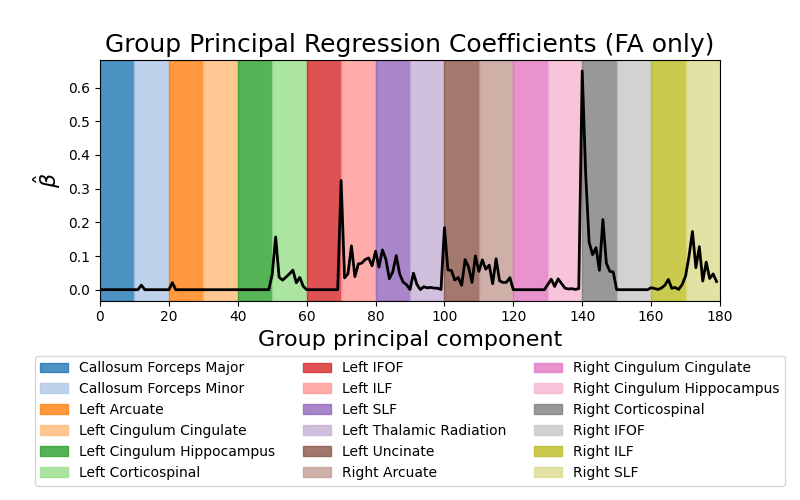 Group Principal Regression Coefficients (FA only)
β̂
0.6
0.5
0.4
0.3
0.2
0.1
0.0
0 20 40 60 80 100 120 140 160 180
Group principal component
Callosum Forceps Major
Callosum Forceps Minor
Left Arcuate
Left Cingulum Cingulate
Left Cingulum Hippocampus
Left Corticospinal
Left IFOF
Left ILF
Left SLF
Left Thalamic Radiation
Left Uncinate
Right Arcuate
Right Cingulum Cingulate
Right Cingulum Hippocampus
Right Corticospinal
Right IFOF
Right ILF
Right SLF